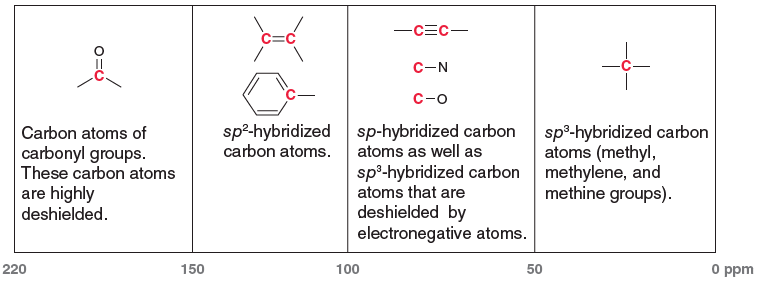 O
C
C=C
C
—C≡C—
C—N
C—O
C
Carbon atoms of
carbonyl groups.
These carbon atoms
are highly
deshielded.
sp²-hybridized
carbon atoms.
sp-hybridized carbon
atoms as well as
sp³-hybridized carbon
atoms that are
deshielded by
electronegative atoms.
sp³-hybridized carbon
atoms (methyl,
methylene, and
methine groups).
220
150
100
50
0 ppm